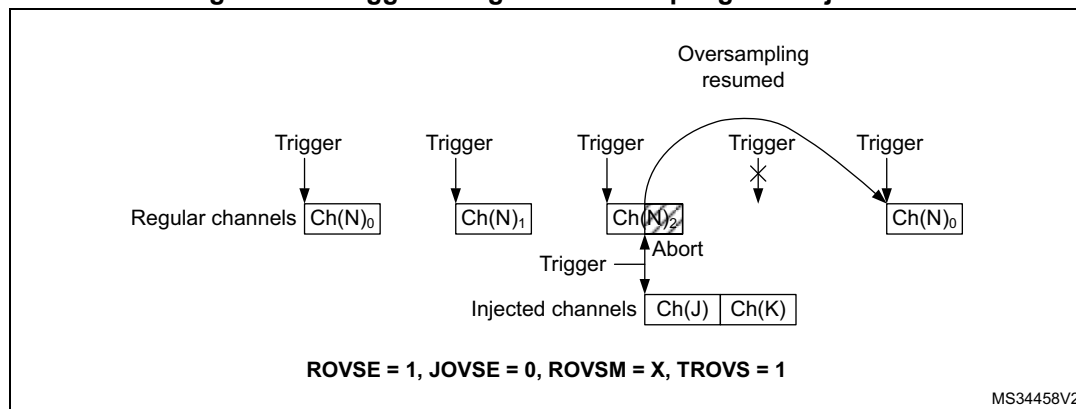 Oversampling
resumed
Trigger Trigger Trigger Trigger Trigger
Regular channels Ch(N)0 Ch(N)1 Ch(N)2 Ch(N)0
Abort
Trigger
Injected channels Ch(J) Ch(K)
ROVSE = 1, JOVSE = 0, ROVSM = X, TROVS = 1
MS34458V2